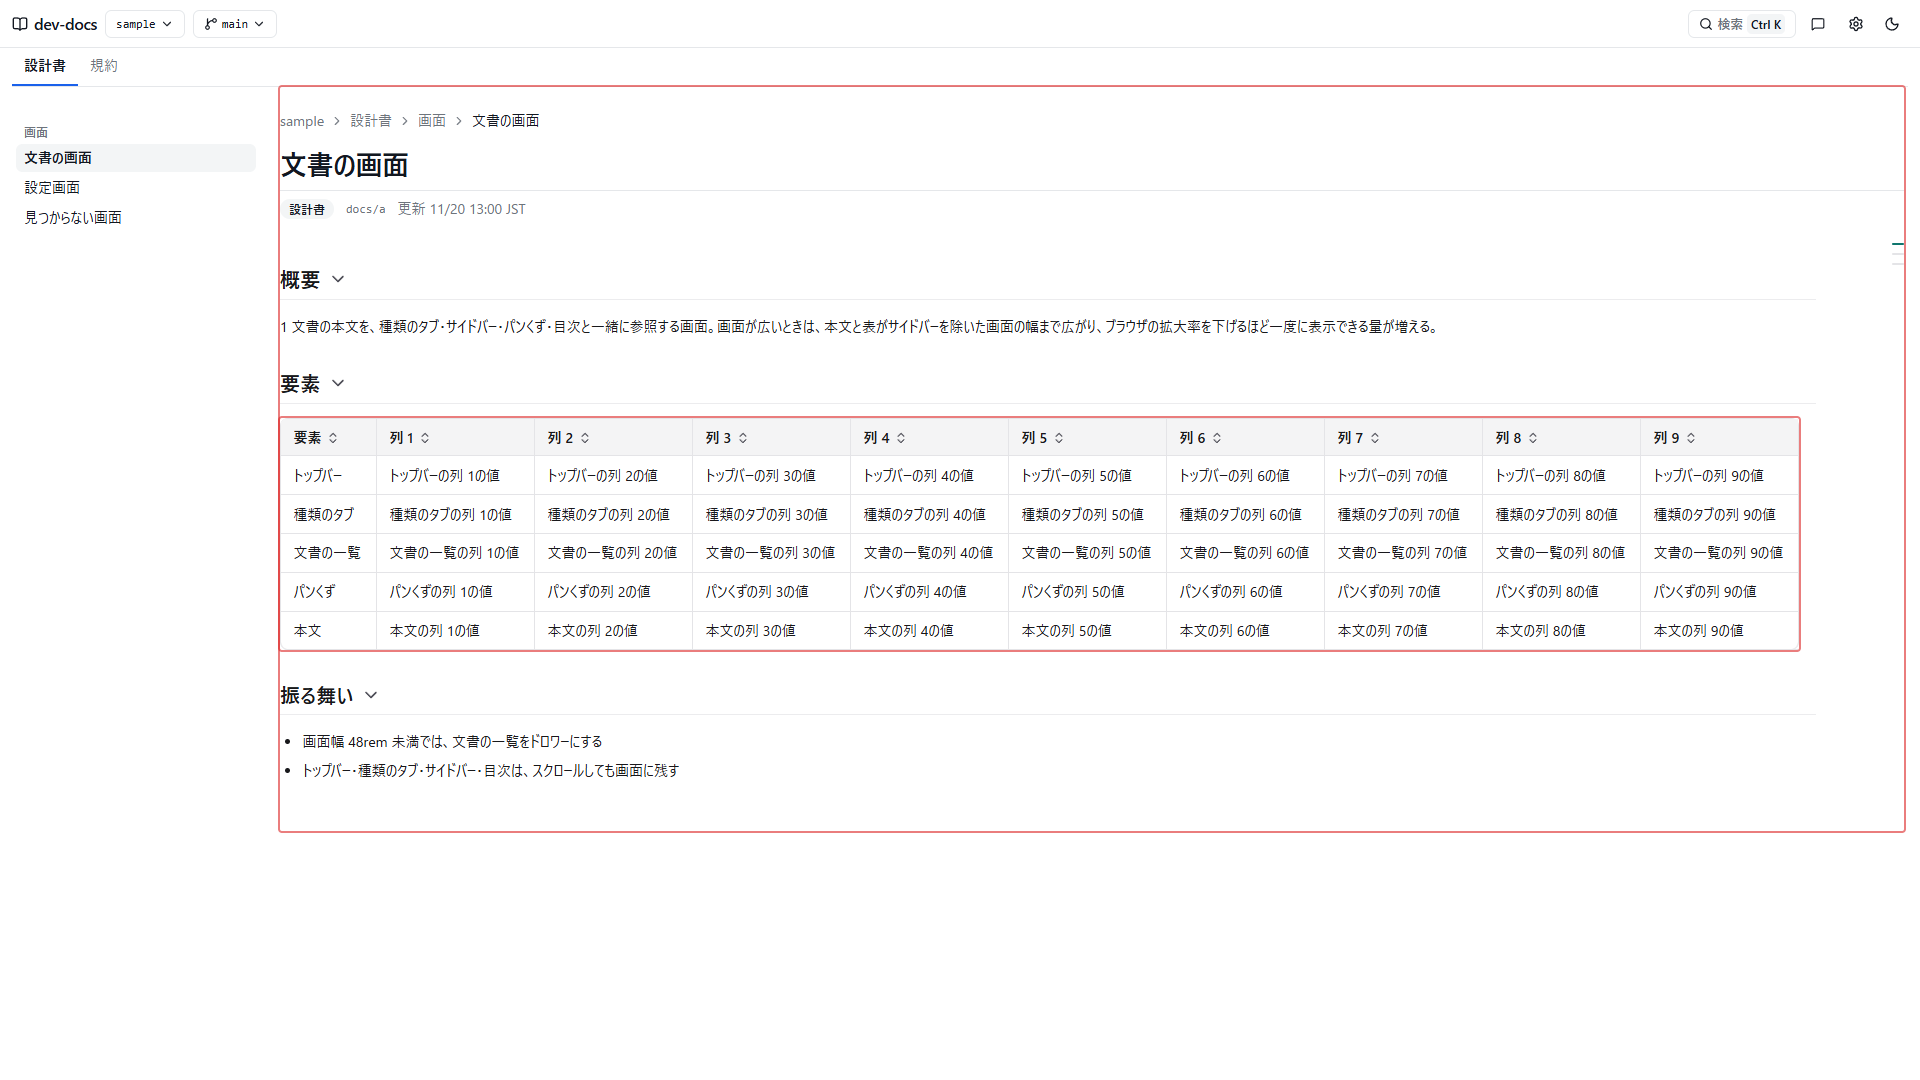 dev-docs sample main 検索 Ctrl K
設計書 規約
sample 設計書 画面 文書の画面
画面
文書の画面
設定画面
見つからない画面
文書の画面
設計書 docs/a 更新 11/20 13:00 JST
概要
1 文書の本文を、種類のタブ・サイドバー・パンくず・目次と一緒に参照する画面。画面が広いときは、本文と表がサイドバーを除いた画面の幅まで広がり、ブラウザの拡大率を下げるほど一度に表示できる量が増える。
要素
要素 列 1 列 2 列 3 列 4 列 5 列 6 列 7 列 8 列 9
トップバー トップバーの列 1の値 トップバーの列 2の値 トップバーの列 3の値 トップバーの列 4の値 トップバーの列 5の値 トップバーの列 6の値 トップバーの列 7の値 トップバーの列 8の値 トップバーの列 9の値
種類のタブ 種類のタブの列 1の値 種類のタブの列 2の値 種類のタブの列 3の値 種類のタブの列 4の値 種類のタブの列 5の値 種類のタブの列 6の値 種類のタブの列 7の値 種類のタブの列 8の値 種類のタブの列 9の値
文書の一覧 文書の一覧の列 1の値 文書の一覧の列 2の値 文書の一覧の列 3の値 文書の一覧の列 4の値 文書の一覧の列 5の値 文書の一覧の列 6の値 文書の一覧の列 7の値 文書の一覧の列 8の値 文書の一覧の列 9の値
パンくず パンくずの列 1の値 パンくずの列 2の値 パンくずの列 3の値 パンくずの列 4の値 パンくずの列 5の値 パンくずの列 6の値 パンくずの列 7の値 パンくずの列 8の値 パンくずの列 9の値
本文 本文の列 1の値 本文の列 2の値 本文の列 3の値 本文の列 4の値 本文の列 5の値 本文の列 6の値 本文の列 7の値 本文の列 8の値 本文の列 9の値
振る舞い
• 画面幅 48rem 未満では、文書の一覧をドロワーにする
• トップバー・種類のタブ・サイドバー・目次は、スクロールしても画面に残す